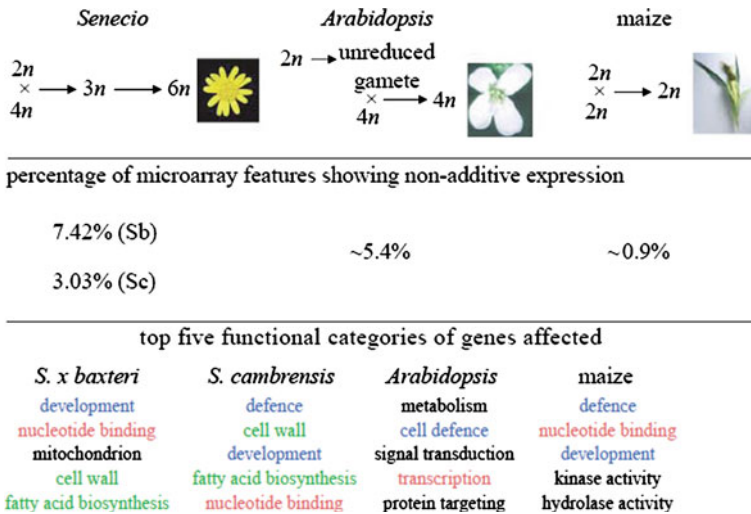 Senecio Arabidopsis maize
2n × 4n → 3n → 6n
2n → unreduced gamete × 4n → 4n
2n × 2n → 2n
percentage of microarray features showing non-additive expression
7.42% (Sb)
~5.4% ~0.9%
3.03% (Sc)
top five functional categories of genes affected
S. x baxteri S. cambrensis Arabidopsis maize
development defence metabolism defence
nucleotide binding cell wall cell defence nucleotide binding
mitochondrion development signal transduction development
cell wall fatty acid biosynthesis transcription kinase activity
fatty acid biosynthesis nucleotide binding protein targeting hydrolase activity